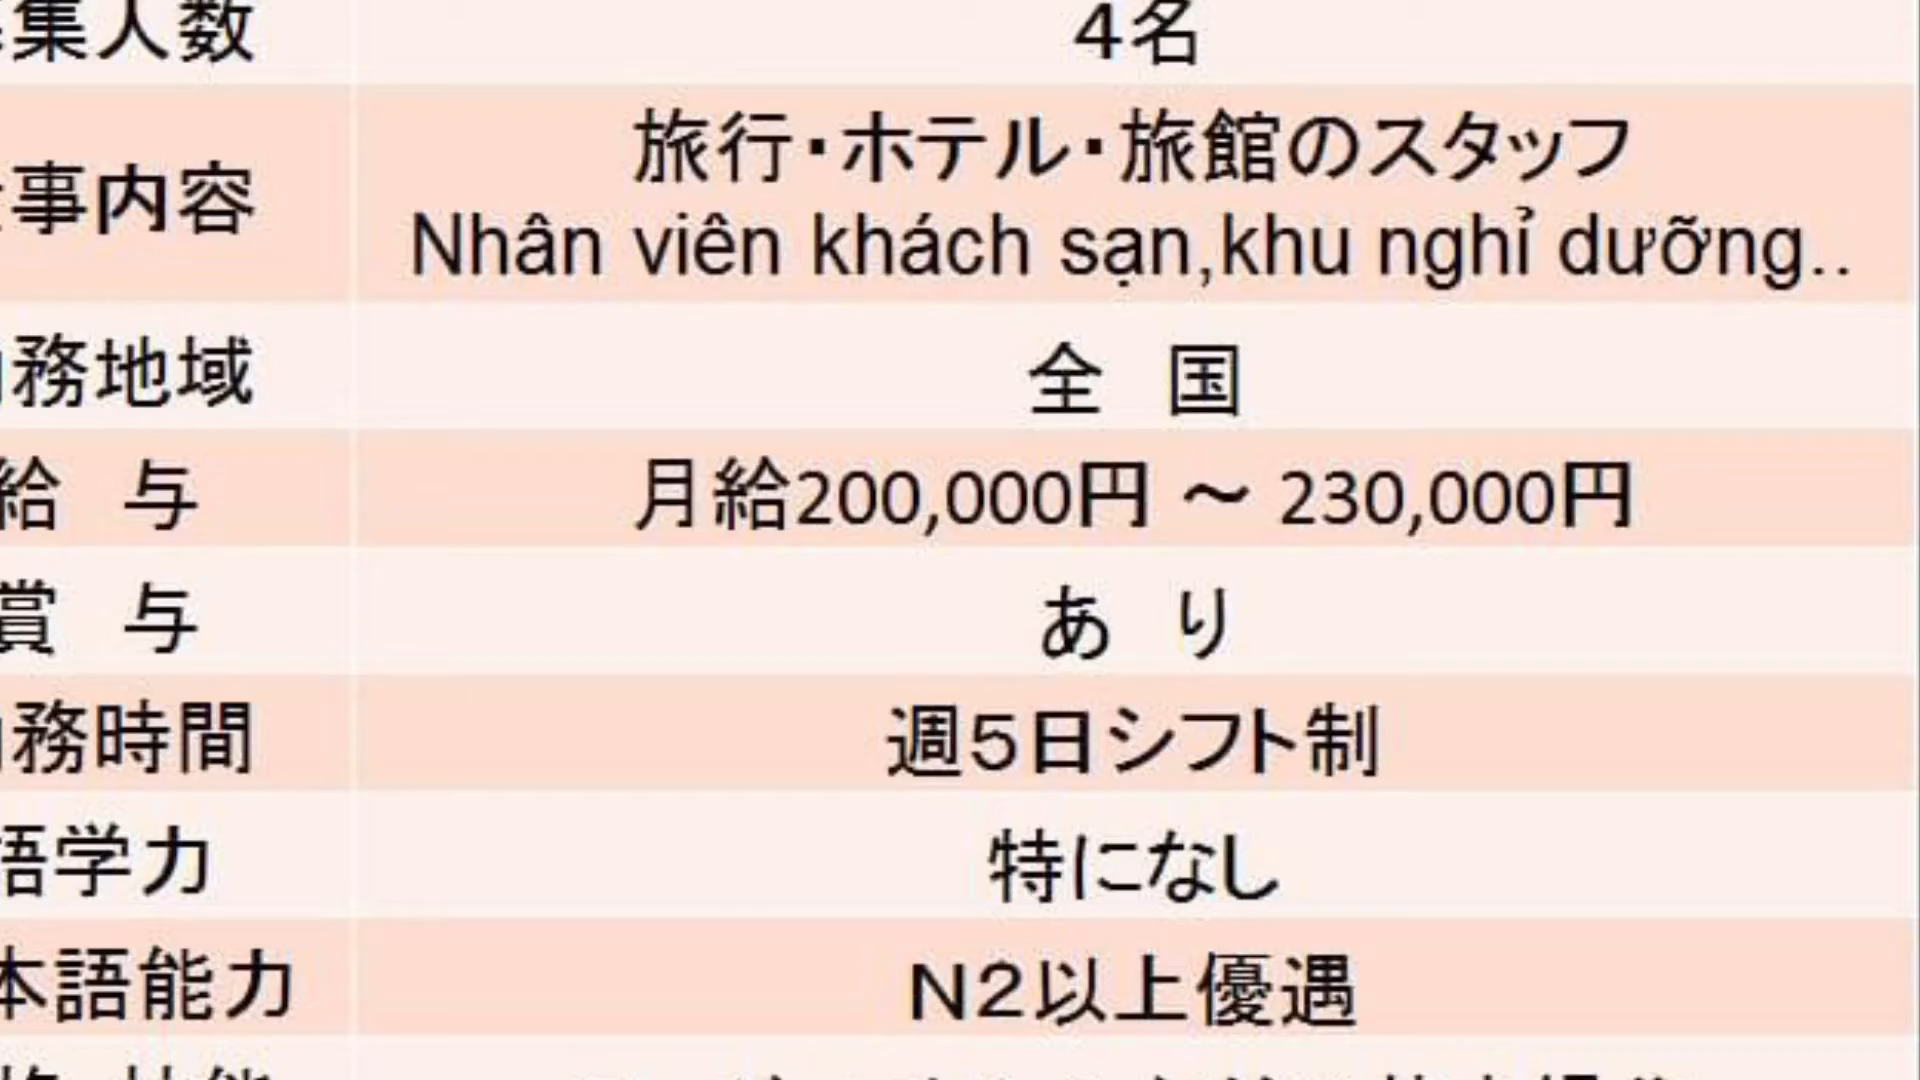 集人数 4名
旅行・ホテル・旅館のスタッフ
事内容
Nhân viên khách sạn,khu nghỉ dưỡng..
務地域 全 国
給 与 月給200,000円 ～ 230,000円
賞 与 あ り
務時間 週5日シフト制
語学力 特になし
本語能力 N2以上優遇